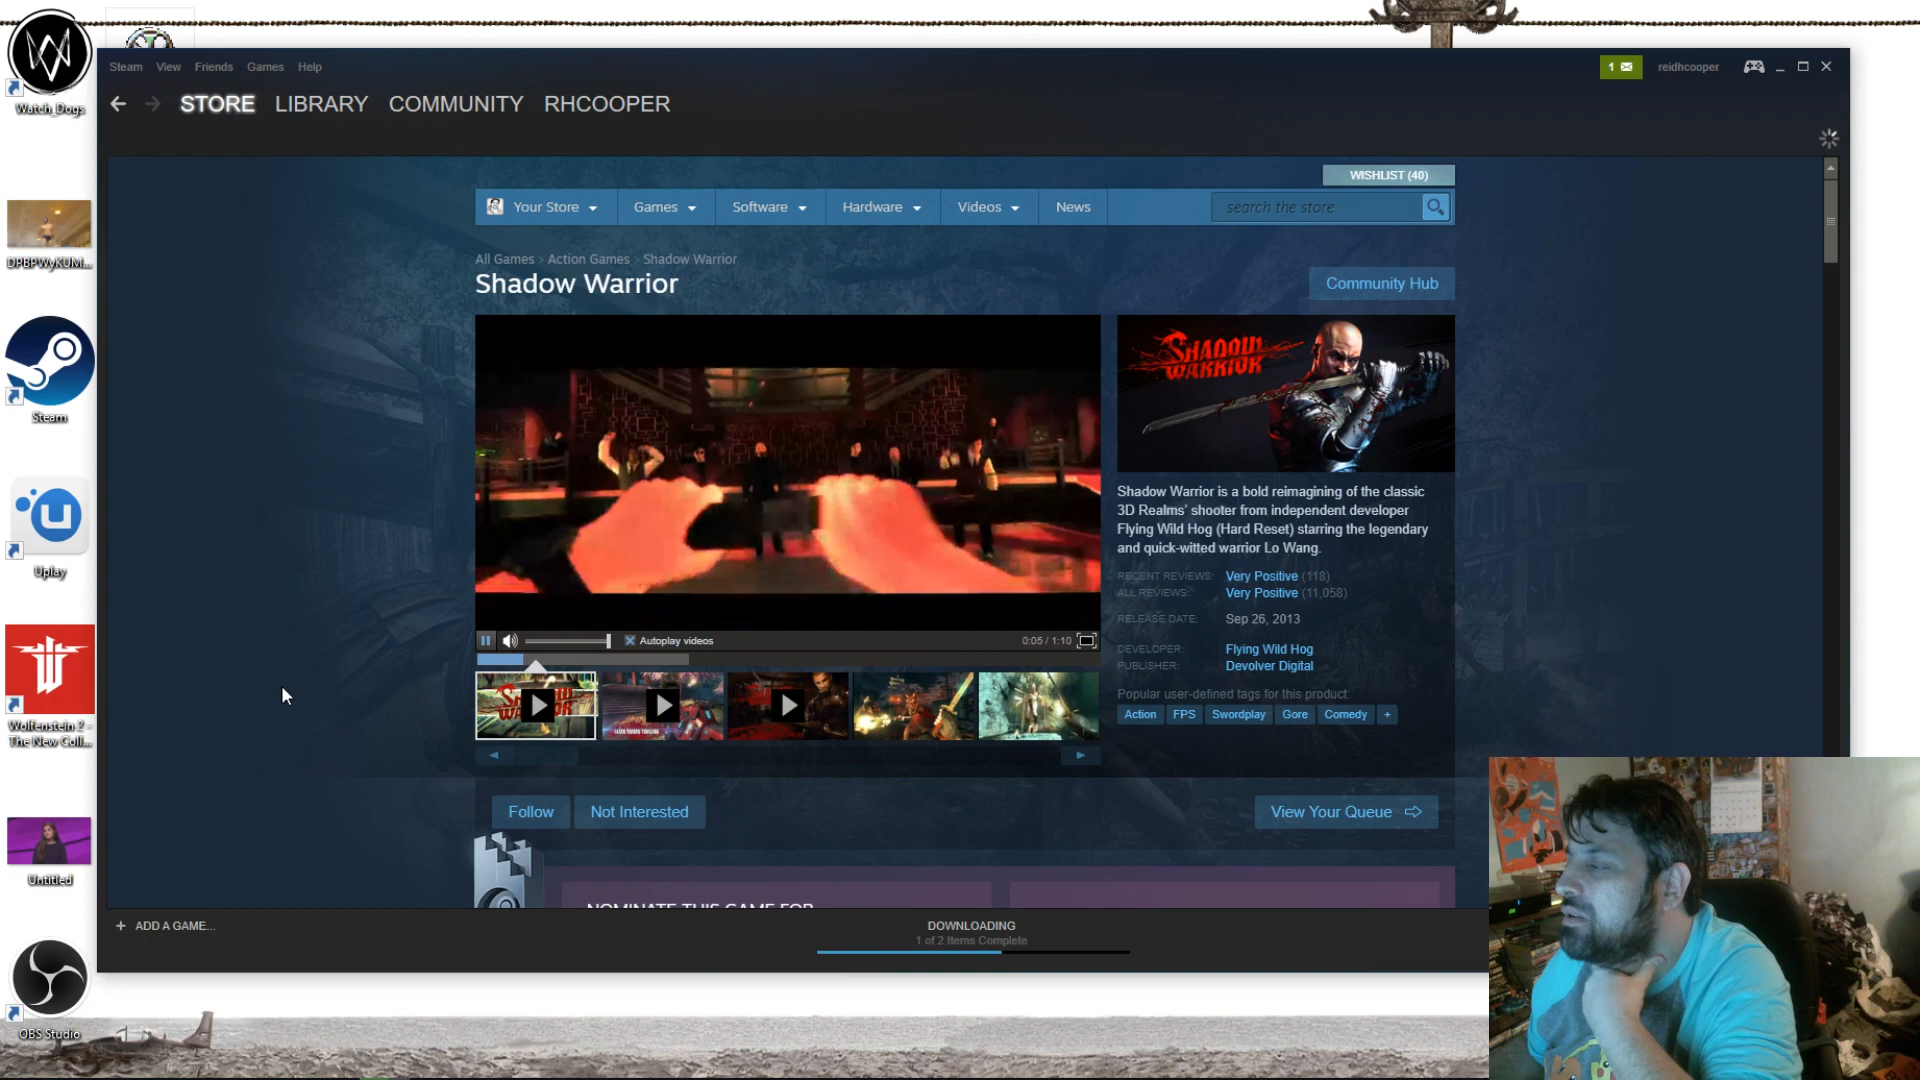 Steam View Friends Games Help
1
reidhcooper
STORE LIBRARY COMMUNITY RHCOOPER
WISHLIST (40)
Your Store Games Software Hardware Videos News
search the store
All Games > Action Games > Shadow Warrior
Shadow Warrior
Community Hub
SHADOW WARRIOR
Shadow Warrior is a bold reimagining of the classic
3D Realms' shooter from independent developer
Flying Wild Hog (Hard Reset) starring the legendary
and quick-witted warrior Lo Wang.
RECENT REVIEWS: Very Positive (118)
ALL REVIEWS: Very Positive (11,058)
RELEASE DATE: Sep 26, 2013
DEVELOPER: Flying Wild Hog
PUBLISHER: Devolver Digital
Popular user-defined tags for this product:
Action FPS Swordplay Gore Comedy +
Autoplay videos
0:05 / 1:10
Follow Not Interested
View Your Queue
NOMINATE THIS GAME FOR
+ ADD A GAME...
DOWNLOADING
1 of 2 Items Complete
Watch_Dogs
DPBPWyKUM...
Steam
Uplay
Wolfenstein 2 -
The New Coll...
Untitled
OBS Studio